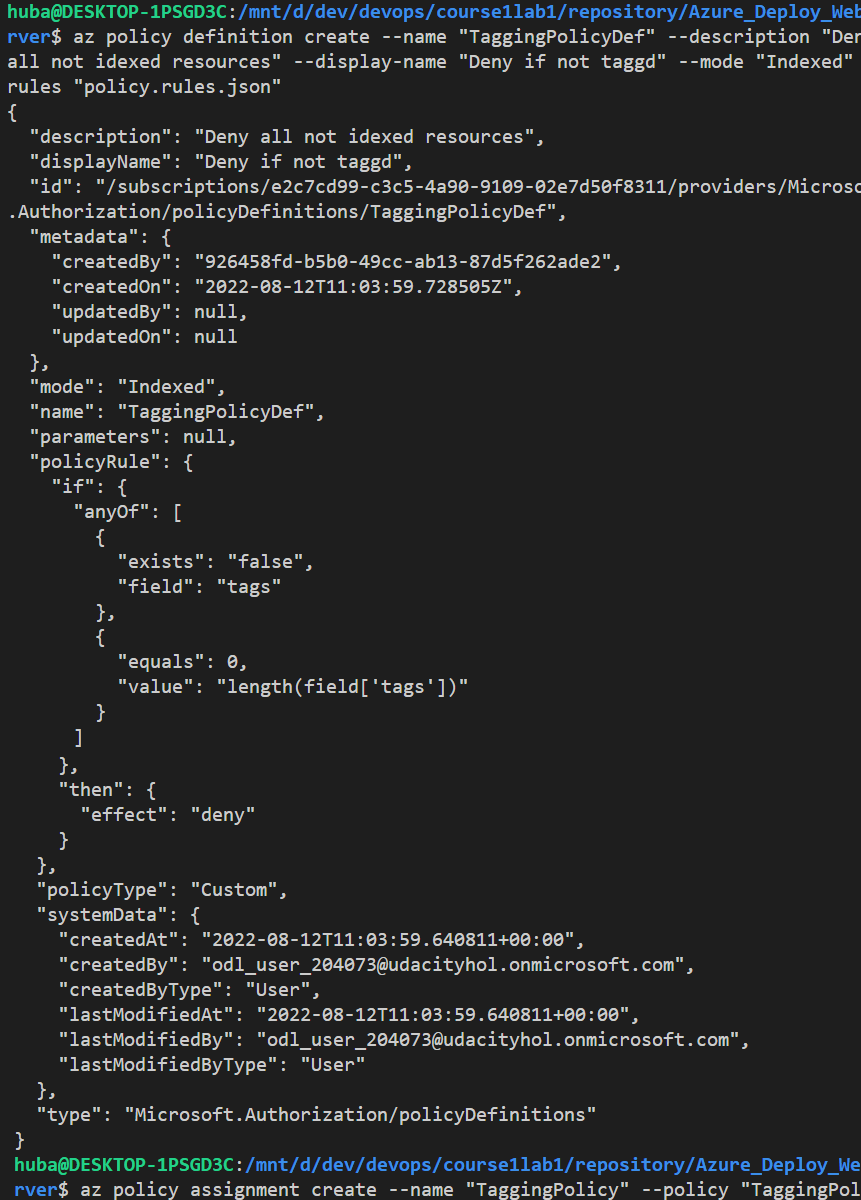 huba@DESKTOP-1PSGD3C:/mnt/d/dev/devops/course1lab1/repository/Azure_Deploy_Web
rver$ az policy definition create --name "TaggingPolicyDef" --description "Den
all not idexed resources" --display-name "Deny if not taggd" --mode "Indexed"
rules "policy.rules.json"
{
  "description": "Deny all not idexed resources",
  "displayName": "Deny if not taggd",
  "id": "/subscriptions/e2c7cd99-c3c5-4a90-9109-02e7d50f8311/providers/Microso
.Authorization/policyDefinitions/TaggingPolicyDef",
  "metadata": {
    "createdBy": "926458fd-b5b0-49cc-ab13-87d5f262ade2",
    "createdOn": "2022-08-12T11:03:59.728505Z",
    "updatedBy": null,
    "updatedOn": null
  },
  "mode": "Indexed",
  "name": "TaggingPolicyDef",
  "parameters": null,
  "policyRule": {
    "if": {
      "anyOf": [
        {
          "exists": "false",
          "field": "tags"
        },
        {
          "equals": 0,
          "value": "length(field['tags'])"
        }
      ]
    },
    "then": {
      "effect": "deny"
    }
  },
  "policyType": "Custom",
  "systemData": {
    "createdAt": "2022-08-12T11:03:59.640811+00:00",
    "createdBy": "odl_user_204073@udacityhol.onmicrosoft.com",
    "createdByType": "User",
    "lastModifiedAt": "2022-08-12T11:03:59.640811+00:00",
    "lastModifiedBy": "odl_user_204073@udacityhol.onmicrosoft.com",
    "lastModifiedByType": "User"
  },
  "type": "Microsoft.Authorization/policyDefinitions"
}
huba@DESKTOP-1PSGD3C:/mnt/d/dev/devops/course1lab1/repository/Azure_Deploy_We
rver$ az policy assignment create --name "TaggingPolicy" --policy "TaggingPol